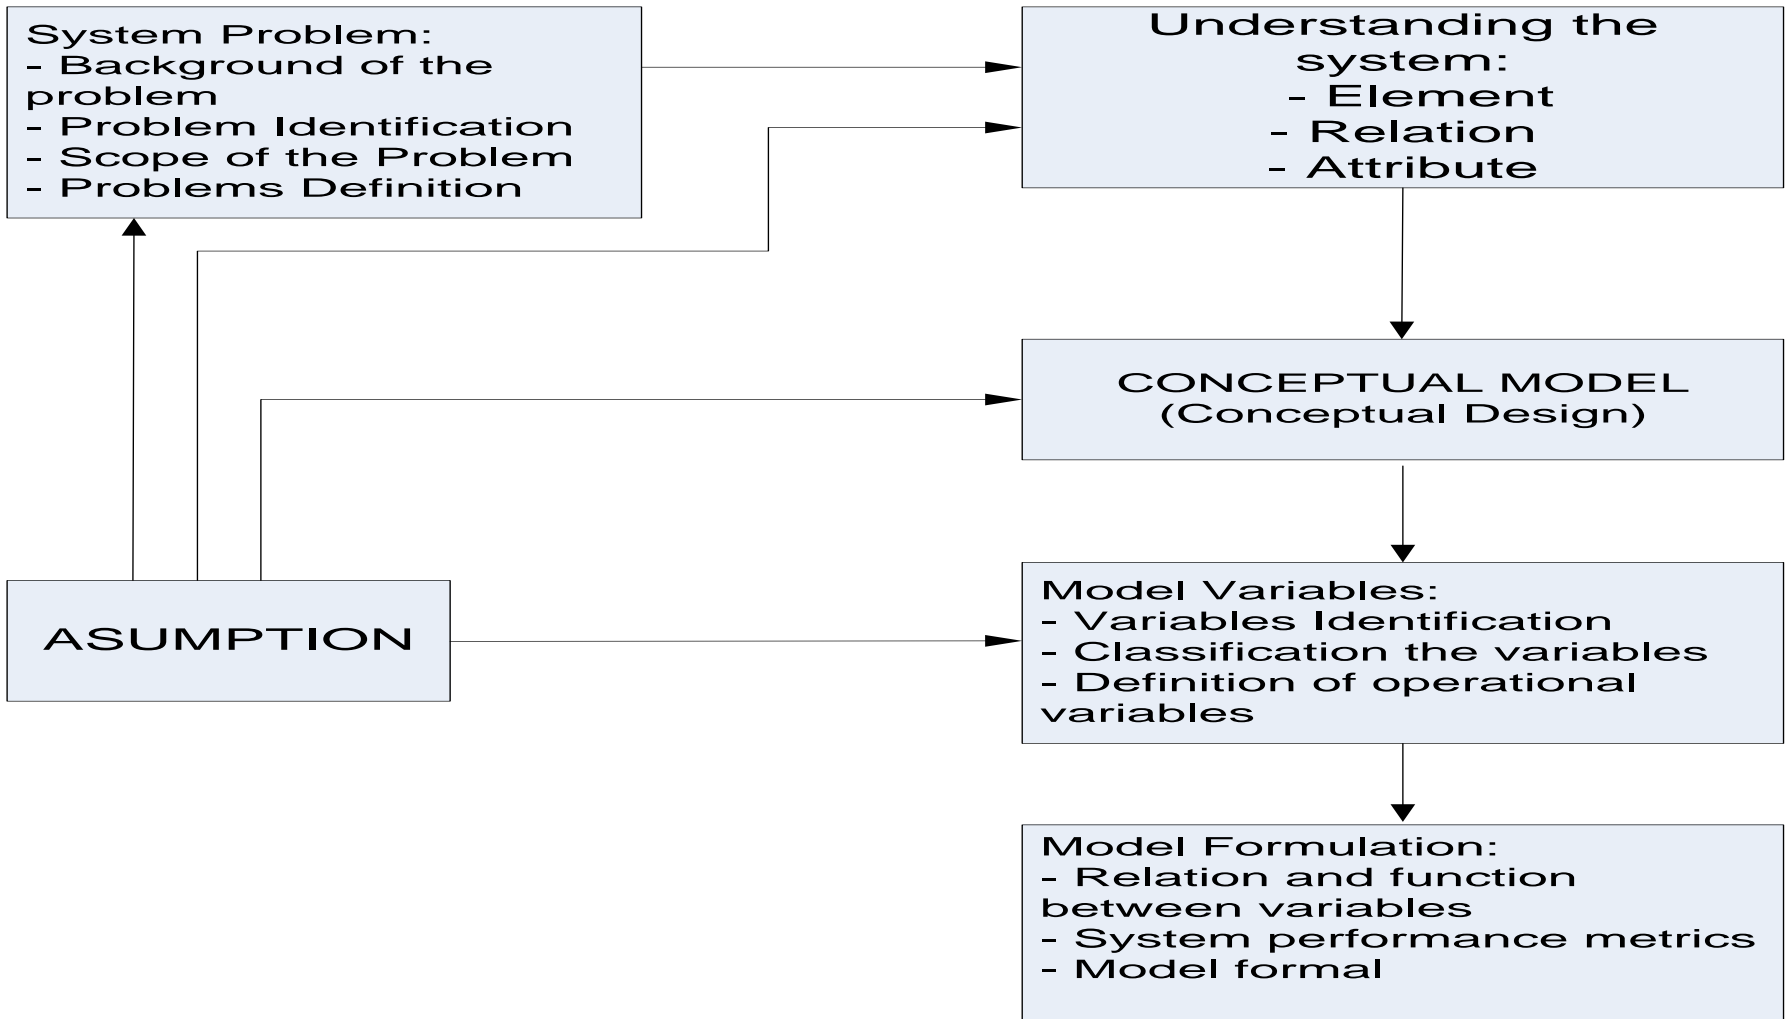 System Problem:
- Background of the
problem
- Problem Identification
- Scope of the Problem
- Problems Definition
Understanding the
system:
- Element
- Relation
- Attribute
CONCEPTUAL MODEL
(Conceptual Design)
ASUMPTION
Model Variables:
- Variables Identification
- Classification the variables
- Definition of operational
variables
Model Formulation:
- Relation and function
between variables
- System performance metrics
- Model formal